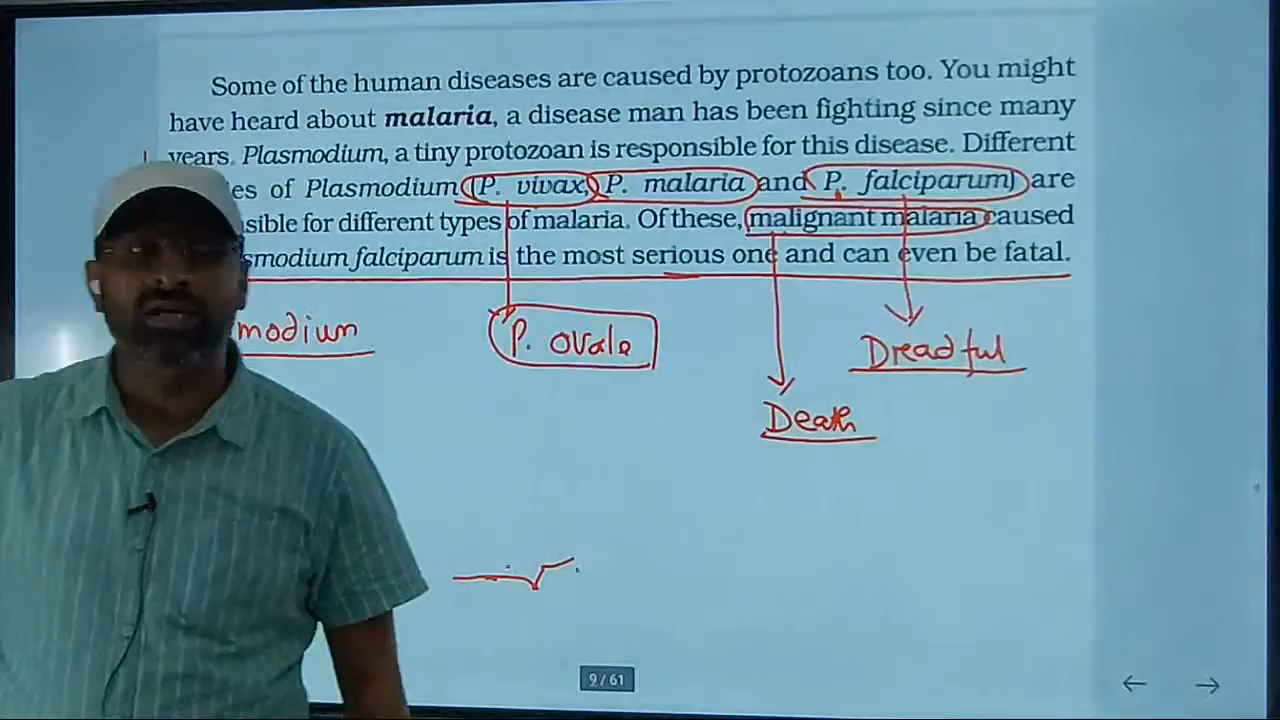 Some of the human diseases are caused by protozoans too. You might
have heard about malaria, a disease man has been fighting since many
years. Plasmodium, a tiny protozoan is responsible for this disease. Different
es of Plasmodium (P. vivax, P. malaria and P. falciparum) are
sible for different types of malaria. Of these, malignant malaria caused
smodium falciparum is the most serious one and can even be fatal.
modium
P. ovale
Dreadful
Death
9 / 61